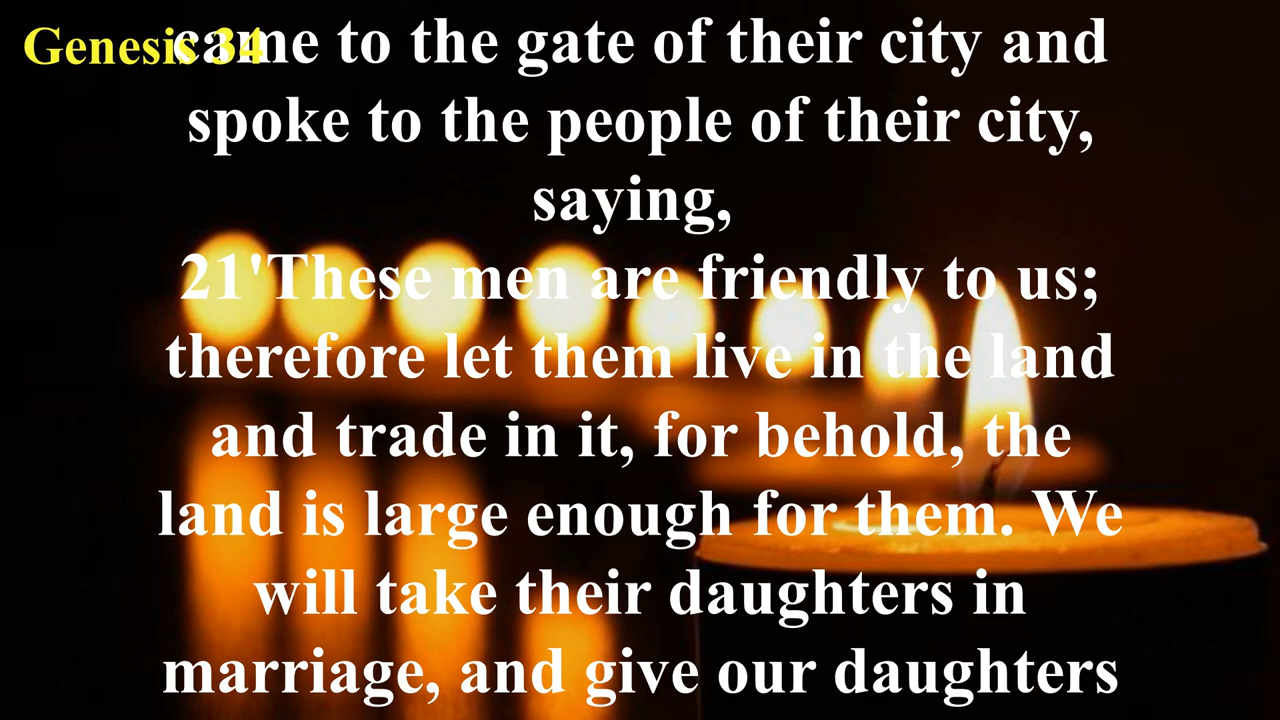 Genesis 34
came to the gate of their city and
spoke to the people of their city,
saying,
21'These men are friendly to us;
therefore let them live in the land
and trade in it, for behold, the
land is large enough for them. We
will take their daughters in
marriage, and give our daughters